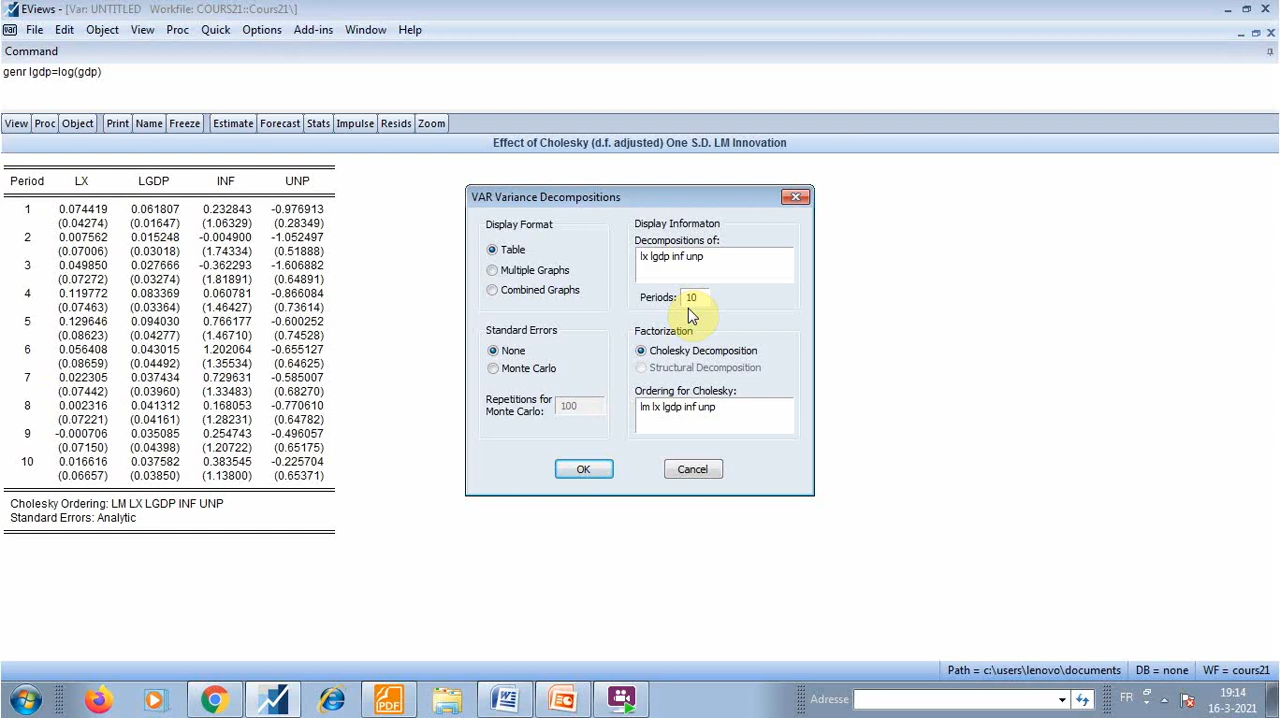 EViews - [Var: UNTITLED   Workfile: COURS21::Cours21\]
var File Edit Object View Proc Quick Options Add-ins Window Help
Command
genr lgdp=log(gdp)
View Proc Object Print Name Freeze Estimate Forecast Stats Impulse Resids Zoom
Effect of Cholesky (d.f. adjusted) One S.D. LM Innovation
Period LX LGDP INF UNP
1 0.074419 0.061807 0.232843 -0.976913
(0.04274) (0.01647) (1.06329) (0.28349)
2 0.007562 0.015248 -0.004900 -1.052497
(0.07006) (0.03018) (1.74334) (0.51888)
3 0.049850 0.027666 -0.362293 -1.606882
(0.07272) (0.03274) (1.81891) (0.64891)
4 0.119772 0.083369 0.060781 -0.866084
(0.07463) (0.03364) (1.46427) (0.73614)
5 0.129646 0.094030 0.766177 -0.600252
(0.08623) (0.04277) (1.46710) (0.74528)
6 0.056408 0.043015 1.202064 -0.655127
(0.08659) (0.04492) (1.35534) (0.64625)
7 0.022305 0.037434 0.729631 -0.585007
(0.07442) (0.03960) (1.33483) (0.68270)
8 0.002316 0.041312 0.168053 -0.770610
(0.07221) (0.04161) (1.28231) (0.64782)
9 -0.000706 0.035085 0.254743 -0.496057
(0.07150) (0.04398) (1.20722) (0.65175)
10 0.016616 0.037582 0.383545 -0.225704
(0.06657) (0.03850) (1.13800) (0.65371)
Cholesky Ordering: LM LX LGDP INF UNP
Standard Errors: Analytic
VAR Variance Decompositions
Display Format
Table
Multiple Graphs
Combined Graphs
Standard Errors
None
Monte Carlo
Repetitions for
Monte Carlo: 100
Display Informaton
Decompositions of:
lx lgdp inf unp
Periods: 10
Factorization
Cholesky Decomposition
Structural Decomposition
Ordering for Cholesky:
lm lx lgdp inf unp
OK Cancel
Path = c:\users\lenovo\documents DB = none WF = cours21
PDF
Adresse
FR
19:14
16-3-2021